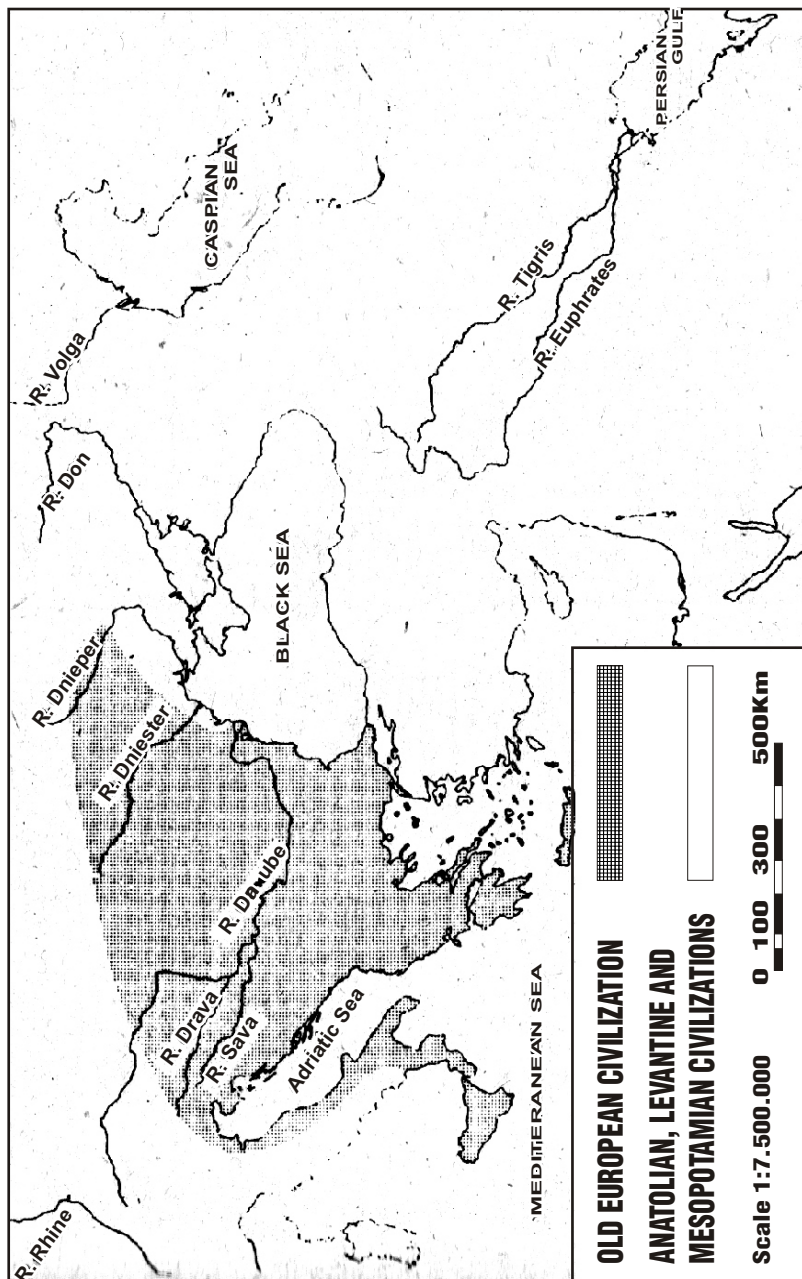 R. Rhine
R. Drava
R. Sava
R. Danube
R. Dniester
R. Dnieper
R. Don
R. Volga
CASPIAN
SEA
BLACK SEA
Adriatic Sea
MEDITERANEAN SEA
R. Tigris
R. Euphrates
PERSIAN
GULF
OLD EUROPEAN CIVILIZATION
ANATOLIAN, LEVANTINE AND
MESOPOTAMIAN CIVILIZATIONS
Scale 1:7.500.000
0 100 300 500Km